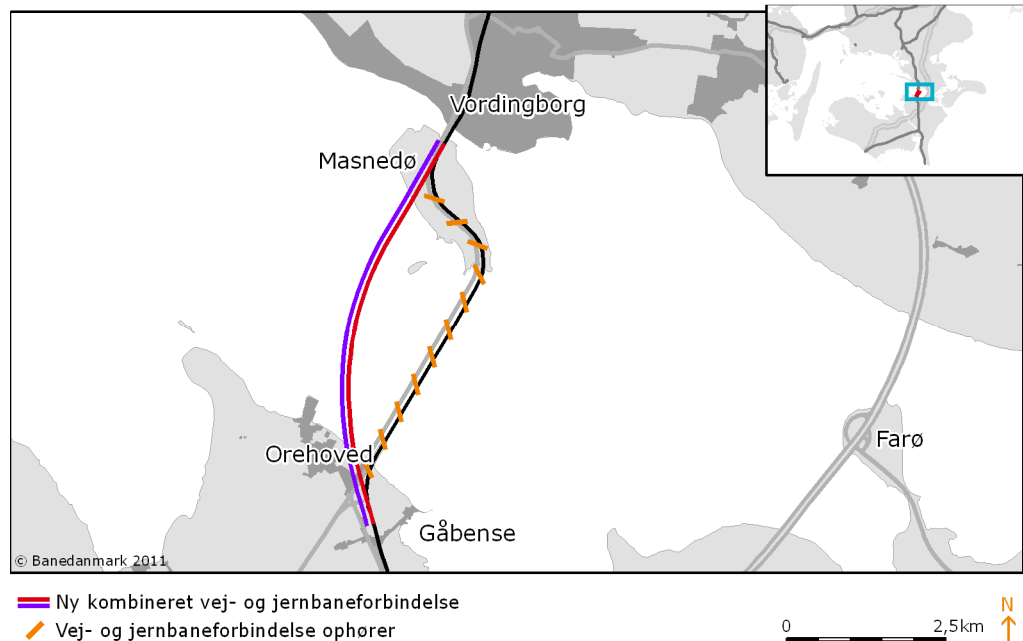 Vordingborg
Masnedø
Orehoved
Farø
Gåbense
© Banedanmark 2011
Ny kombineret vej- og jernbaneforbindelse
Vej- og jernbaneforbindelse ophører
N
0 2,5km